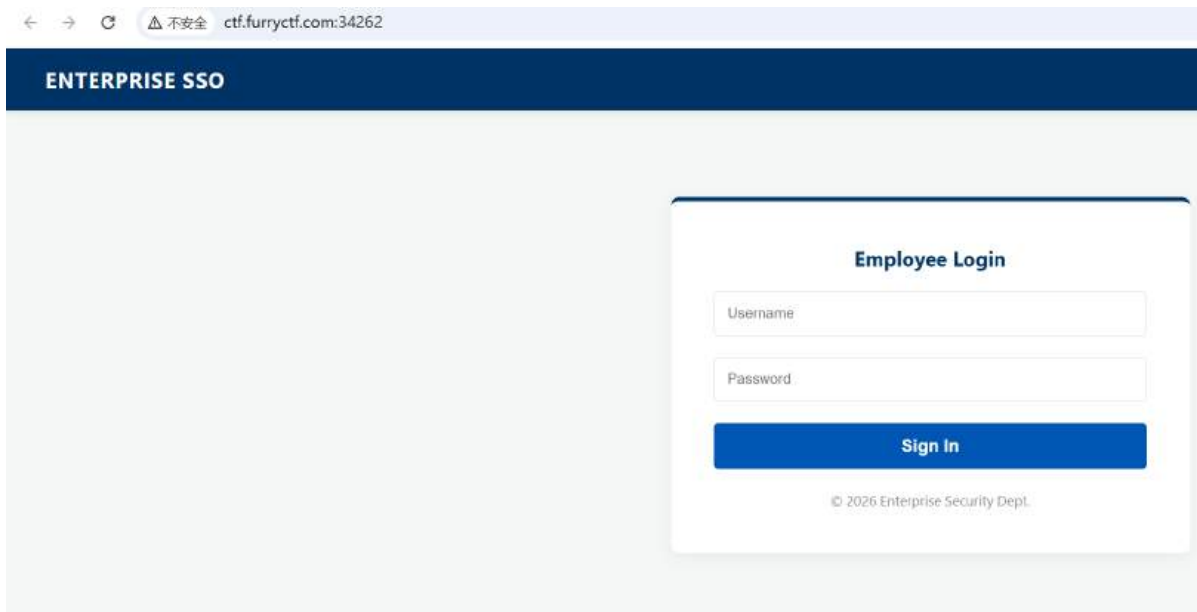 不安全 ctf.furryctf.com:34262
ENTERPRISE SSO
Employee Login
Username
Password
Sign In
© 2026 Enterprise Security Dept.